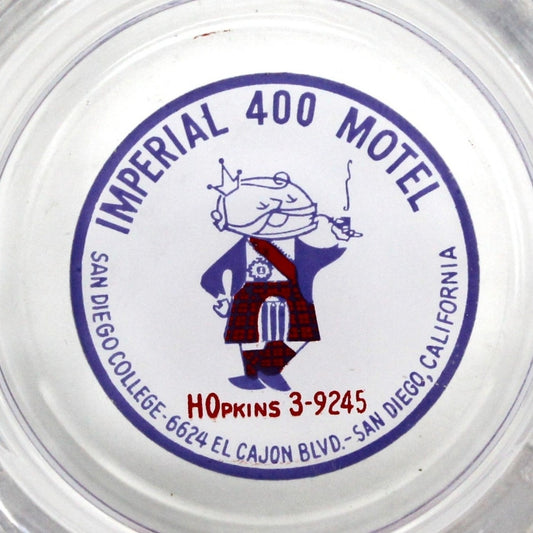 IMPERIAL 400 MOTEL
HOPKINS 3-9245
SAN DIEGO COLLEGE - 6624 EL CAJON BLVD. - SAN DIEGO, CALIFORNIA